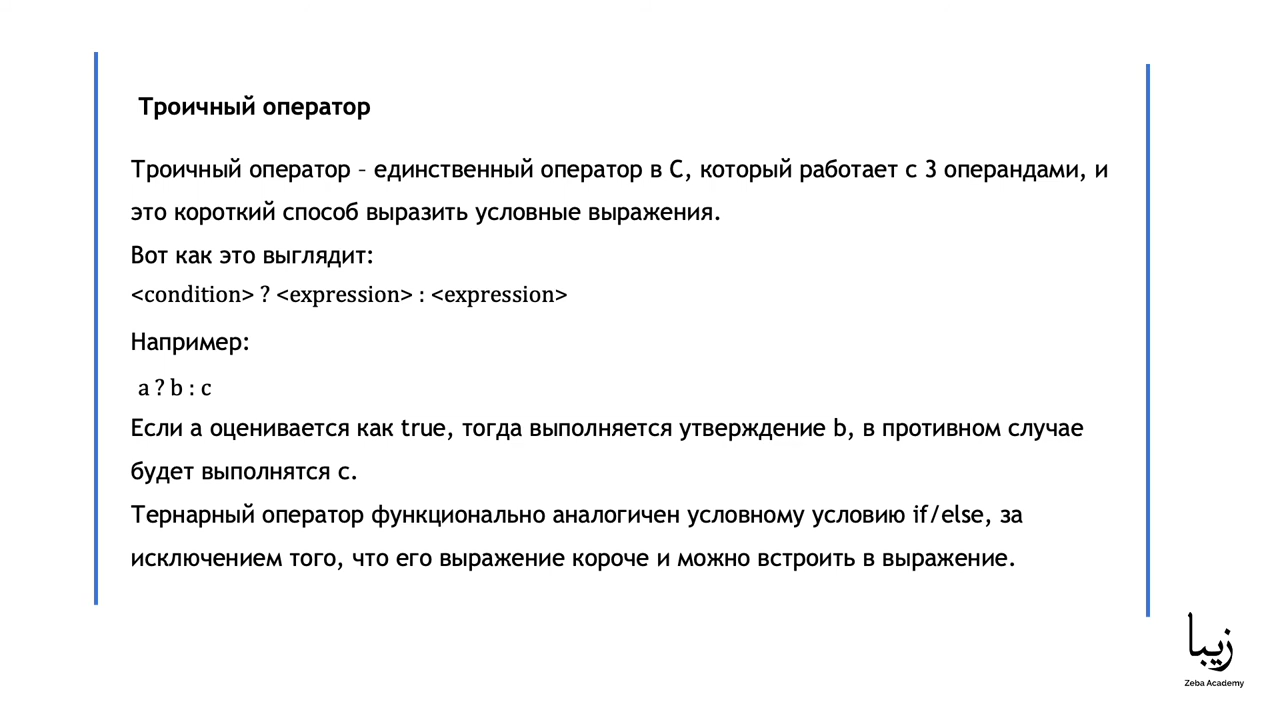 Троичный оператор
Троичный оператор – единственный оператор в C, который работает с 3 операндами, и
это короткий способ выразить условные выражения.
Вот как это выглядит:
<condition> ? <expression> : <expression>
Например:
a ? b : c
Если a оценивается как true, тогда выполняется утверждение b, в противном случае
будет выполнятся c.
Тернарный оператор функционально аналогичен условному условию if/else, за
исключением того, что его выражение короче и можно встроить в выражение.
زيبا
Zeba Academy